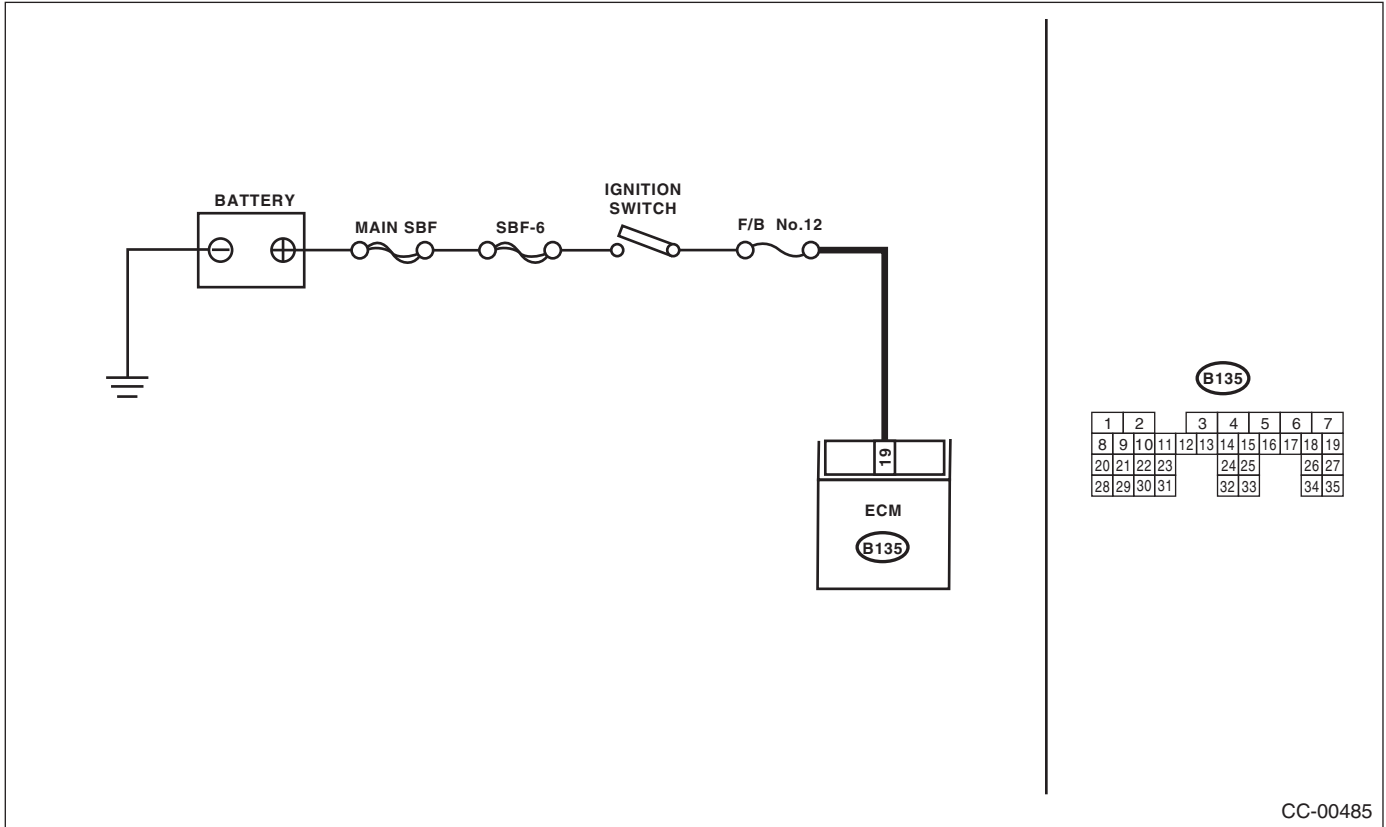 BATTERY
MAIN SBF
SBF-6
IGNITION
SWITCH
F/B No.12
19
ECM
B135
B135
1 2 3 4 5 6 7
8 9 10 11 12 13 14 15 16 17 18 19
20 21 22 23 24 25 26 27
28 29 30 31 32 33 34 35
CC-00485